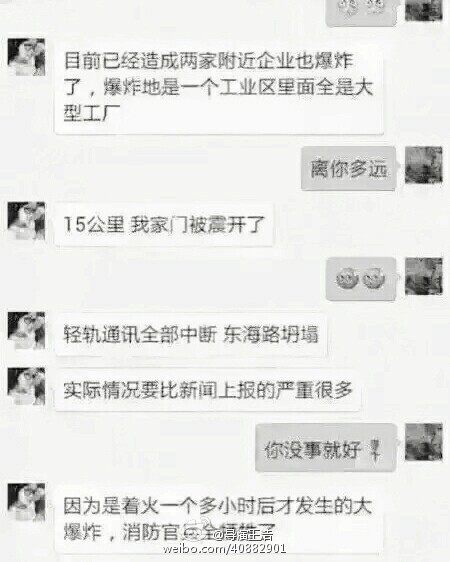 目前已经造成两家附近企业也爆炸
了，爆炸地是一个工业区里面全是大
型工厂
离你多远
15公里 我家门被震开了
轻轨通讯全部中断 东海路坍塌
实际情况要比新闻上报的严重很多
你没事就好
因为是着火一个多小时后才发生的大
爆炸，消防官兵全牺牲了
weibo.com/40882901